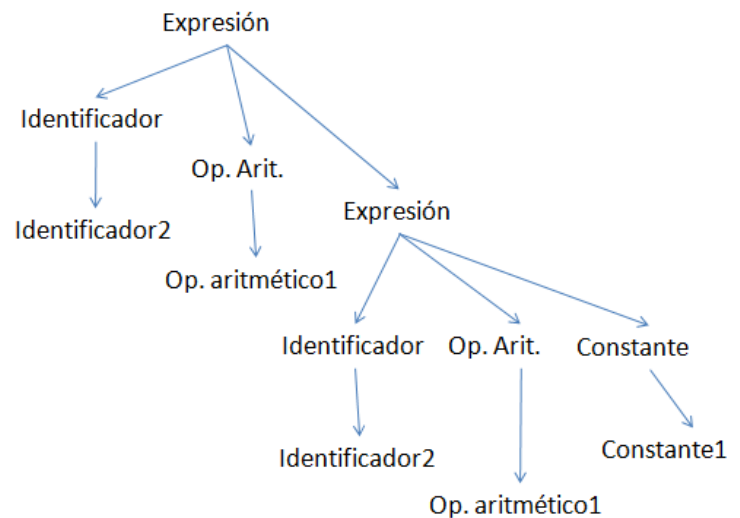 Expresión
Identificador
Op. Arit.
Expresión
Identificador2
Op. aritmético1
Identificador
Op. Arit.
Constante
Identificador2
Constante1
Op. aritmético1